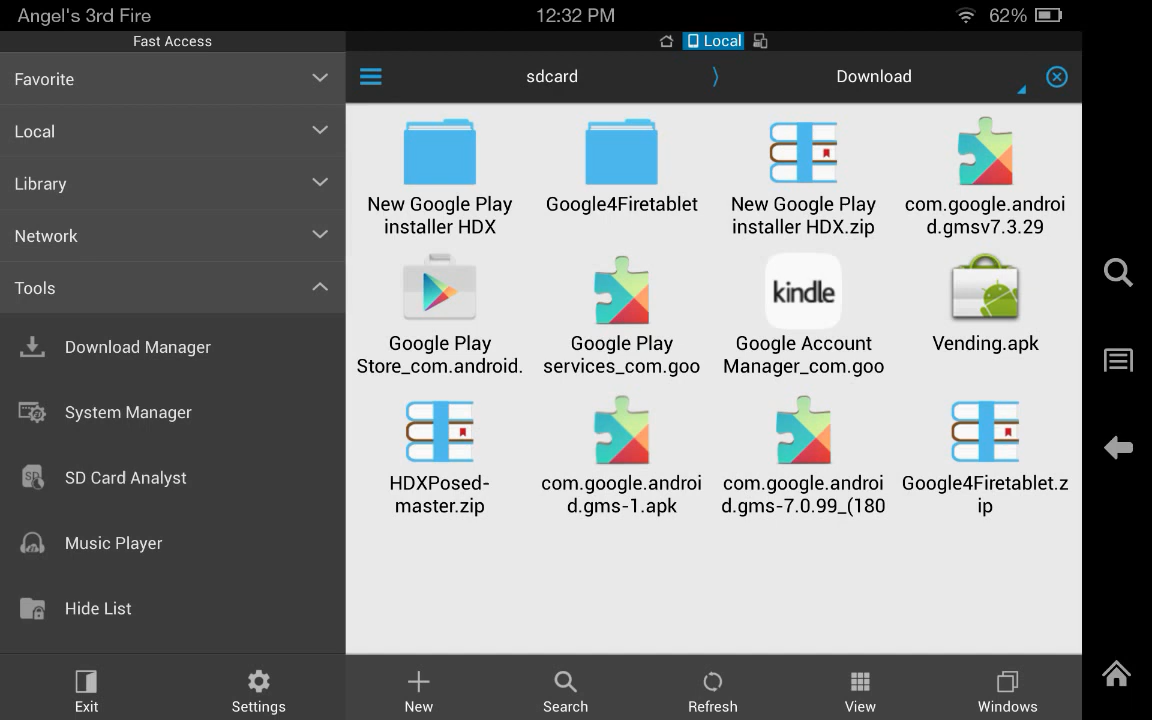 Angel's 3rd Fire
12:32 PM
62%
Fast Access
Local
Favorite
Local
Library
Network
Tools
Download Manager
System Manager
SD SD Card Analyst
Music Player
Hide List
Exit
Settings
sdcard
Download
New Google Play
installer HDX
Google4Firetablet
New Google Play
installer HDX.zip
com.google.androi
d.gmsv7.3.29
Google Play
Store_com.android.
Google Play
services_com.goo
kindle
Google Account
Manager_com.goo
Vending.apk
HDXPosed-
master.zip
com.google.androi
d.gms-1.apk
com.google.androi
d.gms-7.0.99_(180
Google4Firetablet.z
ip
New
Search
Refresh
View
Windows